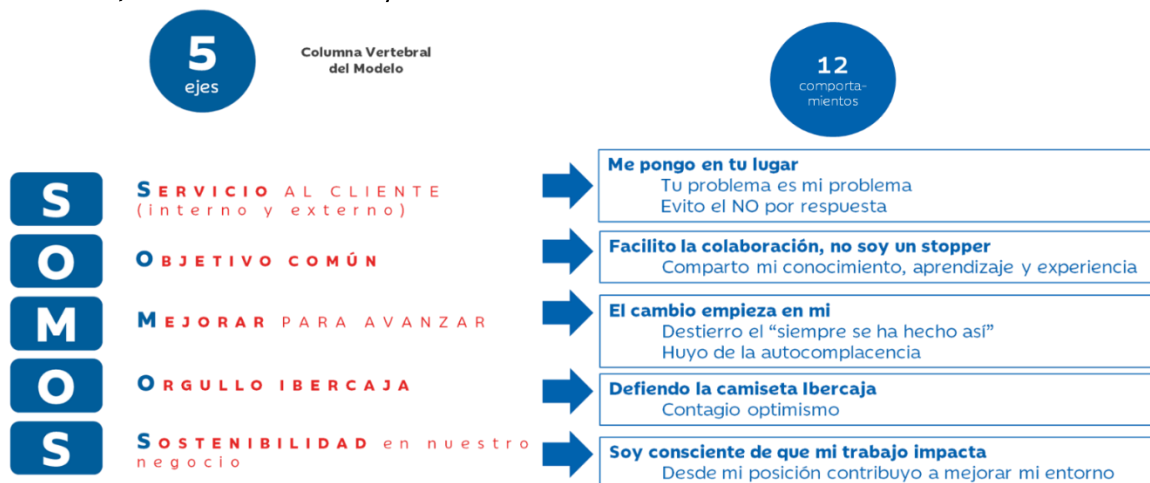 5
ejes
Columna Vertebral
del Modelo
12
comporta-
mientos
S
SERVICIO AL CLIENTE
(interno y externo)
Me pongo en tu lugar
Tu problema es mi problema
Evito el NO por respuesta
O
OBJETIVO COMÚN
Facilito la colaboración, no soy un stopper
Comparto mi conocimiento, aprendizaje y experiencia
M
MEJORAR PARA AVANZAR
El cambio empieza en mi
Destierro el “siempre se ha hecho así”
Huyo de la autocomplacencia
O
ORGULLO IBERCAJA
Defiendo la camiseta Ibercaja
Contagio optimismo
S
SOSTENIBILIDAD en nuestro
negocio
Soy consciente de que mi trabajo impacta
Desde mi posición contribuyo a mejorar mi entorno